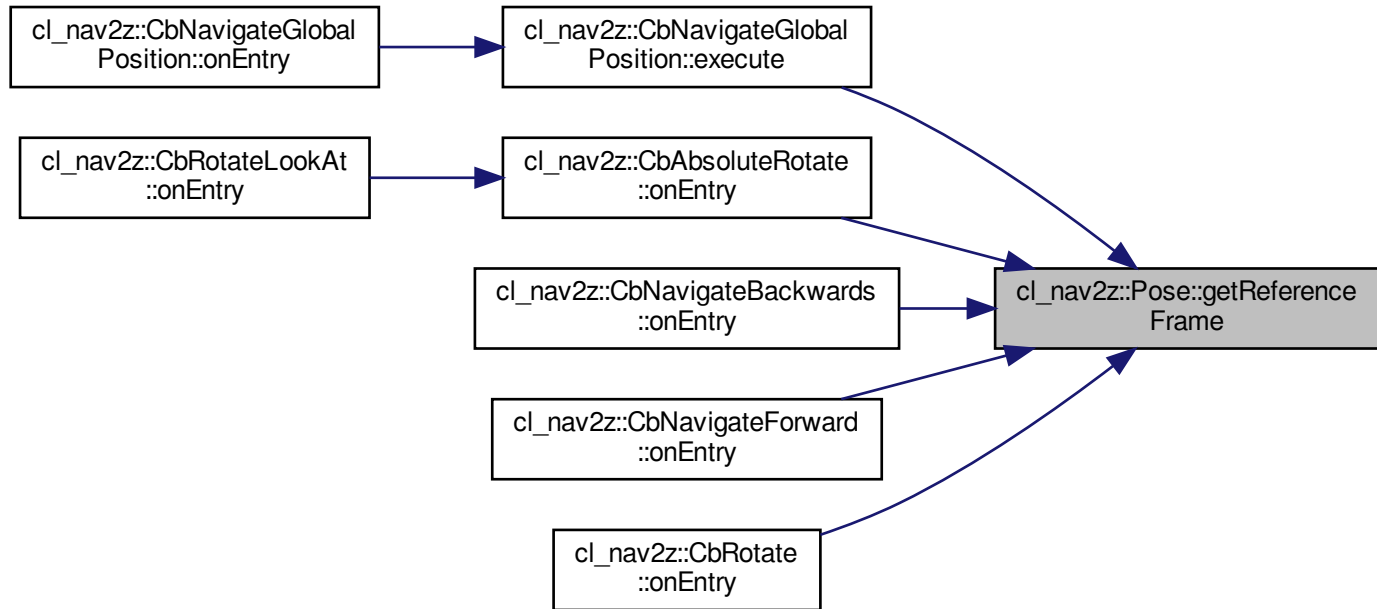 cl_nav2z::CbNavigateGlobal
Position::onEntry
cl_nav2z::CbNavigateGlobal
Position::execute
cl_nav2z::CbRotateLookAt
::onEntry
cl_nav2z::CbAbsoluteRotate
::onEntry
cl_nav2z::CbNavigateBackwards
::onEntry
cl_nav2z::Pose::getReference
Frame
cl_nav2z::CbNavigateForward
::onEntry
cl_nav2z::CbRotate
::onEntry